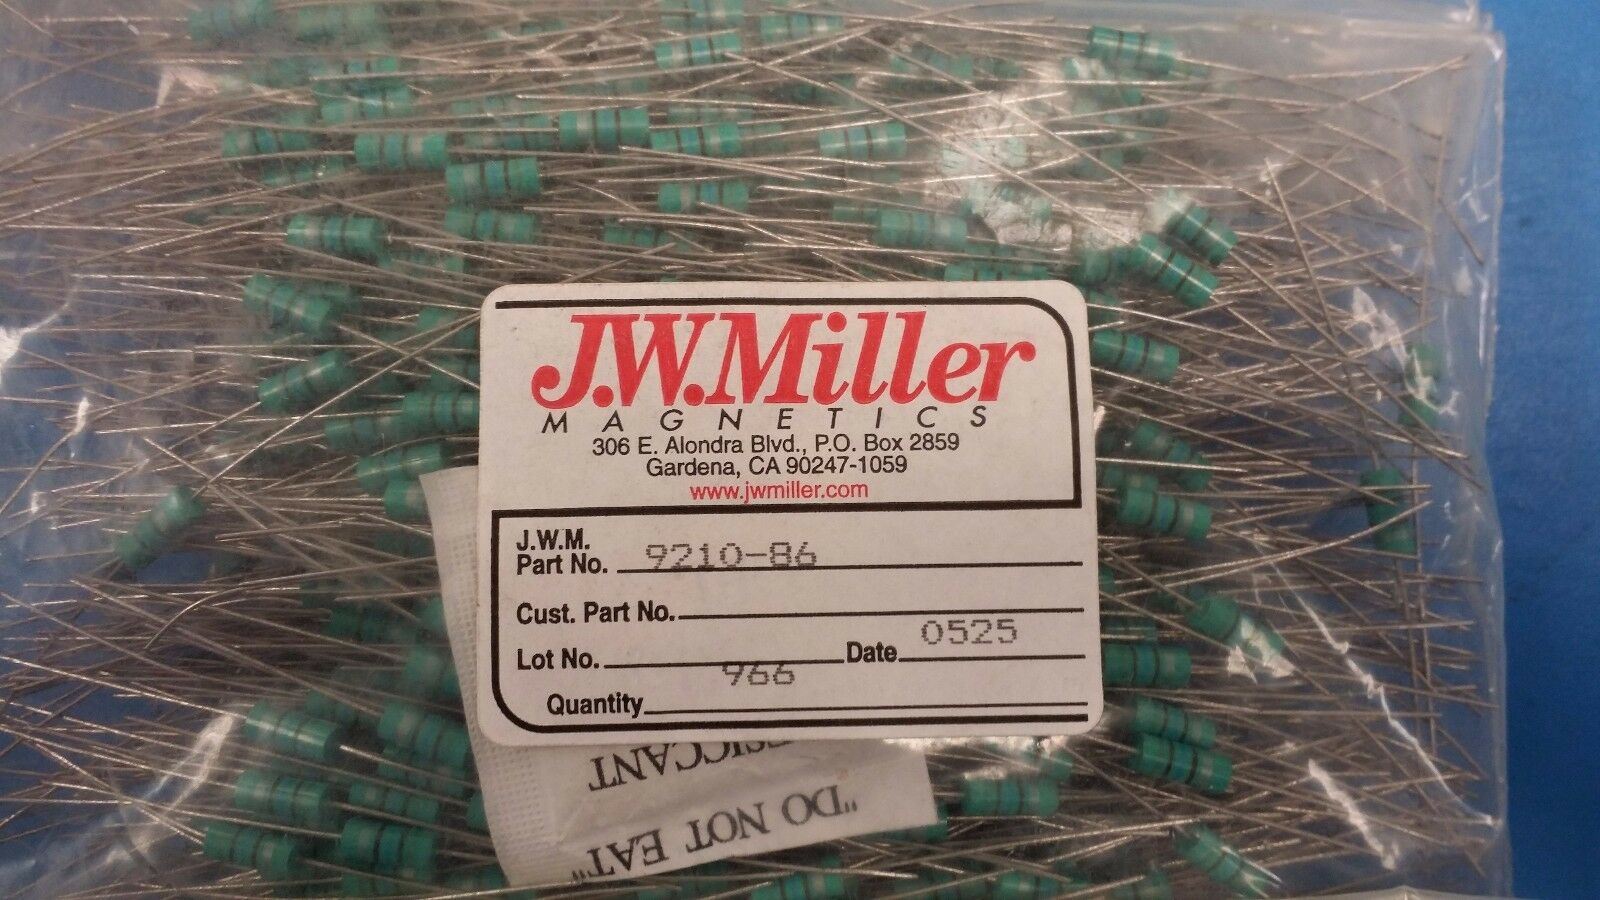 J.W.Miller
MAGNETICS
306 E. Alondra Blvd., P.O. Box 2859
Gardena, CA 90247-1059
www.jwmiller.com
J.W.M.
Part No. 9210-86
Cust. Part No.
Lot No. Date 0525
Quantity 966
"DO NOT EAT"